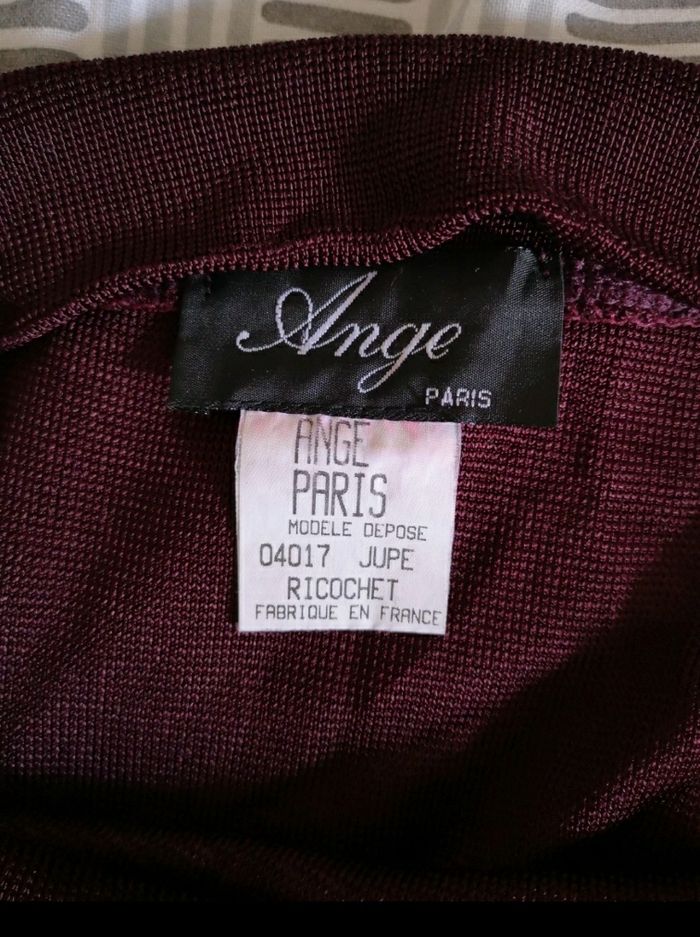 Ange
PARIS
ANGE
PARIS
MODELE DEPOSE
04017 JUPE
RICOCHET
FABRIQUE EN FRANCE